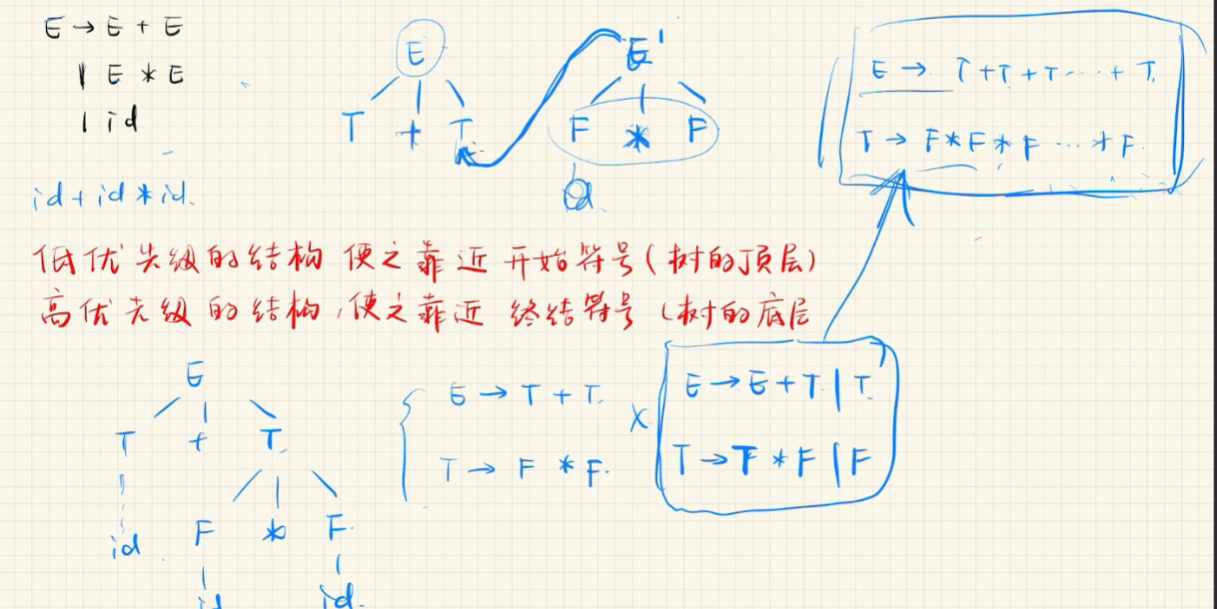 E → E + E
| E * E
| id
id + id * id.
E
T + T
E'
F * F
id
E → T+T+T…+ T.
T → F*F*F…*F.
低优先级的结构 使之靠近 开始符号(树的顶层)
高优先级的结构,使之靠近 终结符号(树的底层
E
T + T.
id F * F.
id id.
E → T + T.
T → F * F.
×
E → E + T | T.
T → T * F | F